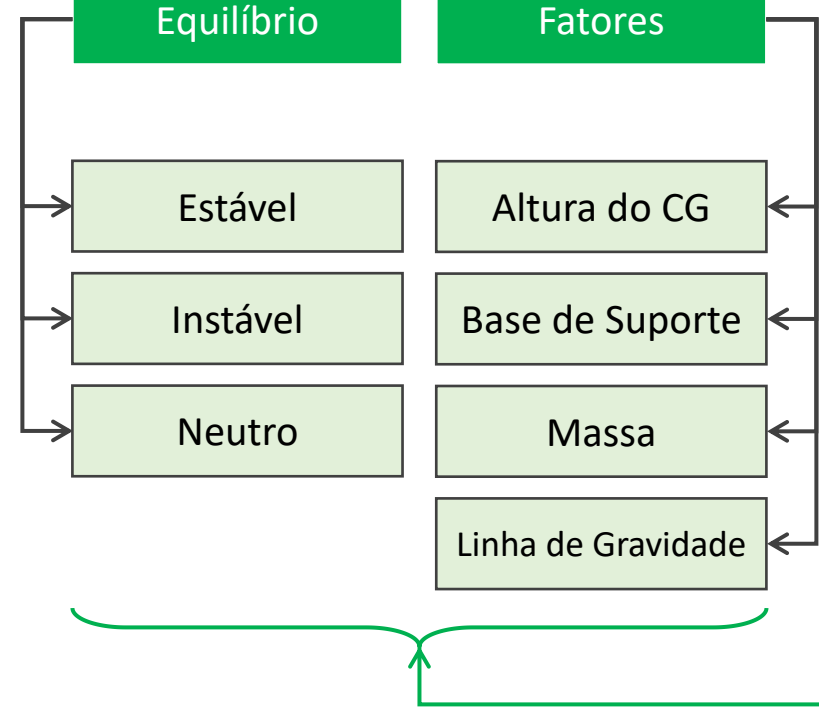 Equilíbrio
Fatores
Estável
Altura do CG
Instável
Base de Suporte
Neutro
Massa
Linha de Gravidade